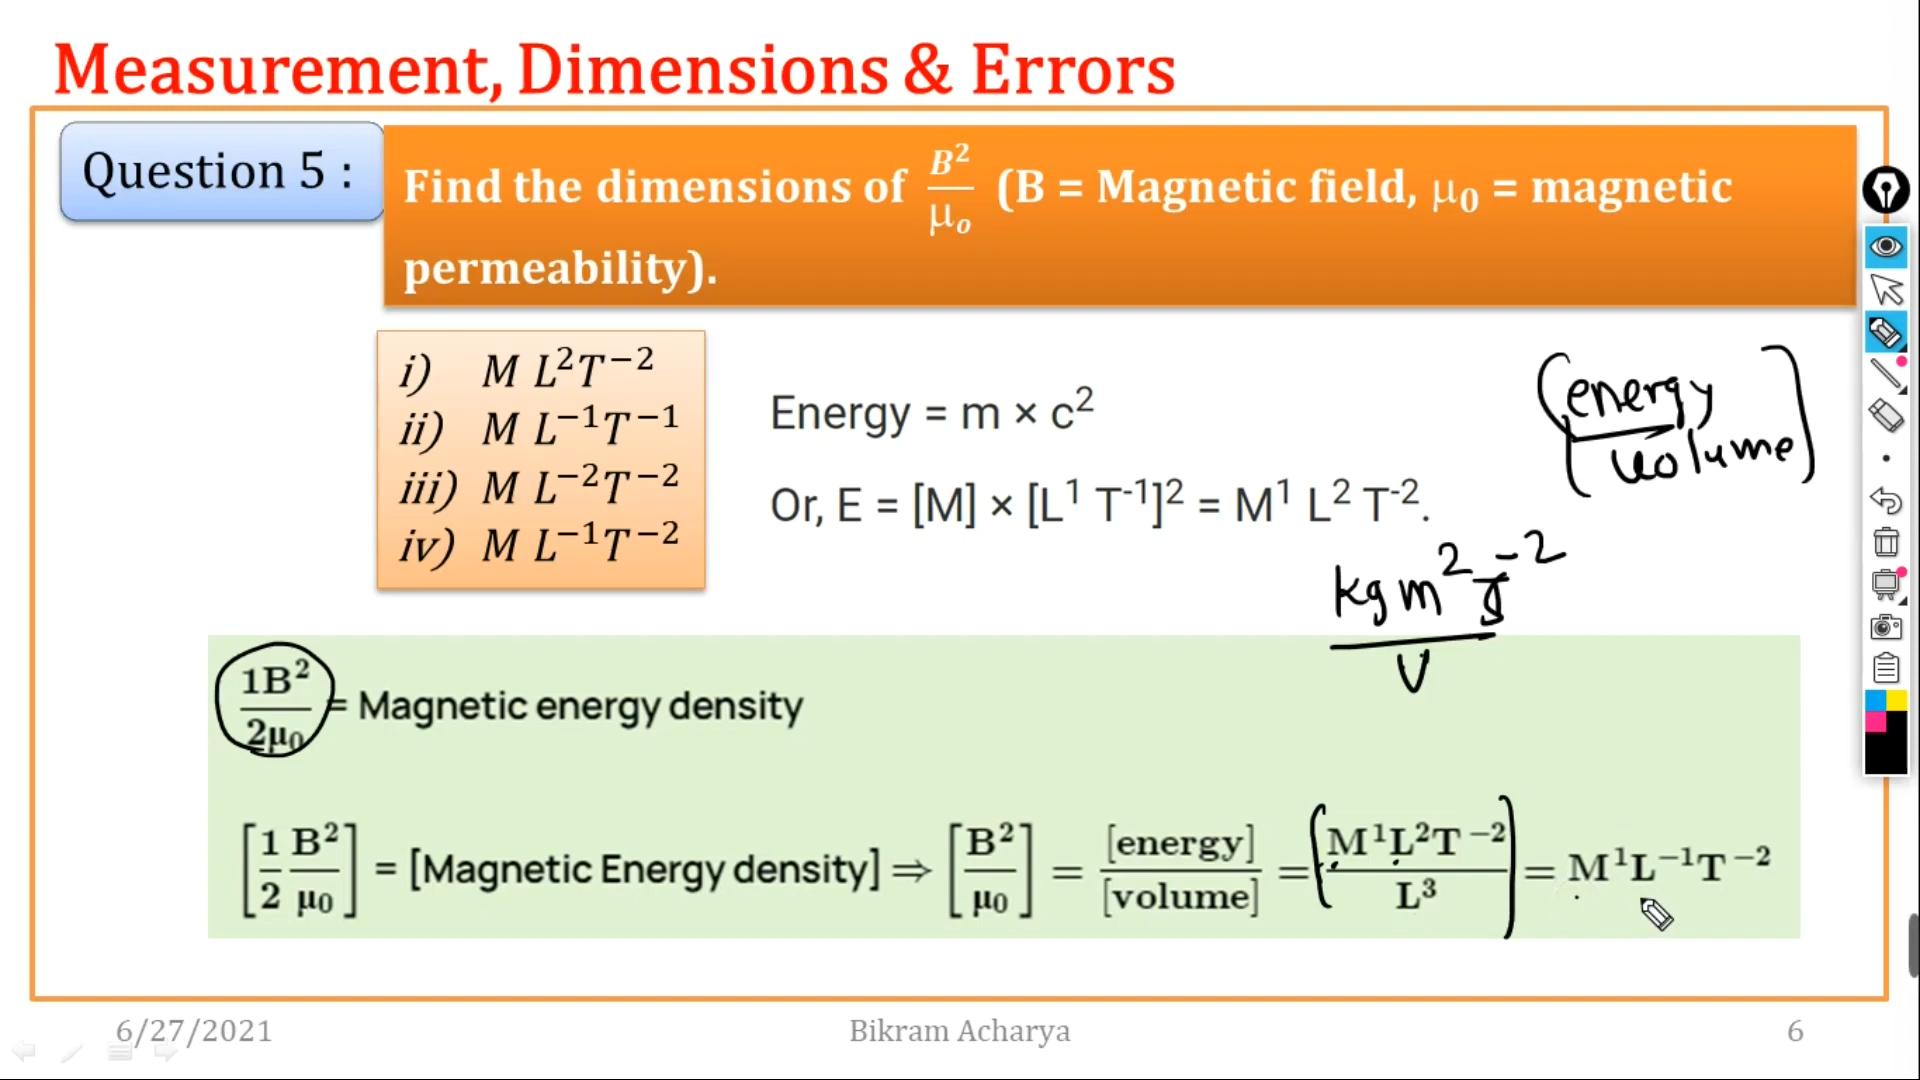 Measurement, Dimensions & Errors
Question 5 :
Find the dimensions of B²/μₒ (B = Magnetic field, μ₀ = magnetic
permeability).
i) M L²T⁻²
ii) M L⁻¹T⁻¹
iii) M L⁻²T⁻²
iv) M L⁻¹T⁻²
Energy = m × c²
Or, E = [M] × [L¹ T⁻¹]² = M¹ L² T⁻².
(energy/volume)
kg m² s⁻²
V
1B²/2μ₀ = Magnetic energy density
[1/2 B²/μ₀] = [Magnetic Energy density] ⇒ [B²/μ₀] = [energy]/[volume] = (M¹L²T⁻²/L³) = M¹L⁻¹T⁻²
6/27/2021
Bikram Acharya
6